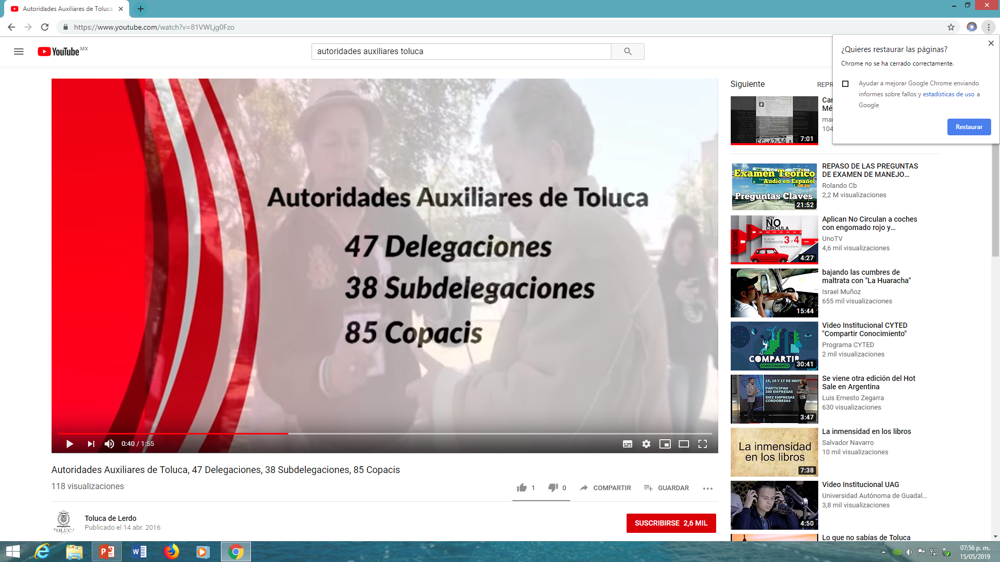 Autoridades Auxiliares de Toluca
https://www.youtube.com/watch?v=81VWLjg0Fzo
YouTube MX
autoridades auxiliares toluca
¿Quieres restaurar las páginas?
Chrome no se ha cerrado correctamente.
Ayudar a mejorar Google Chrome enviando
informes sobre fallos y estadísticas de uso a
Google
Restaurar
Autoridades Auxiliares de Toluca
47 Delegaciones
38 Subdelegaciones
85 Copacis
0:40 / 1:55
Autoridades Auxiliares de Toluca, 47 Delegaciones, 38 Subdelegaciones, 85 Copacis
118 visualizaciones
1
0
COMPARTIR
GUARDAR
TOLUCA
Toluca de Lerdo
Publicado el 14 abr. 2016
SUSCRIBIRSE 2,6 MIL
Siguiente
REPR
Car
Mé
mar
104
7:01
Examen Teorico
Audio en Español
Preguntas Claves
21:52
REPASO DE LAS PREGUNTAS
DE EXAMEN DE MANEJO...
Rolando Cb
2,2 M visualizaciones
HOY
NO
CIRCULA
MIÉRCOLES
PLACAS
TERMINACIÓN 3 Y 4
4:27
Aplican No Circulan a coches
con engomado rojo y...
UnoTV
4,6 mil visualizaciones
15:44
bajando las cumbres de
maltrata con "La Huaracha"
Israel Muñoz
655 mil visualizaciones
COMPARTIR
CONOCIMIENTO
30:41
Video Institucional CYTED
"Compartir Conocimiento"
Programa CYTED
2 mil visualizaciones
15, 16 Y 17 DE MAYO
PARTICIPAN
350 EMPRESAS
DIEZ EMPRESAS
CORDOBESAS
3:47
Se viene otra edición del Hot
Sale en Argentina
Luis Ernesto Zegarra
630 visualizaciones
La inmensidad
en los libros
7:38
La inmensidad en los libros
Salvador Navarro
10 mil visualizaciones
4:50
Video Institucional UAG
Universidad Autónoma de Guadal...
3,8 mil visualizaciones
Lo que no sabías de Toluca
07:56 p. m.
15/05/2019